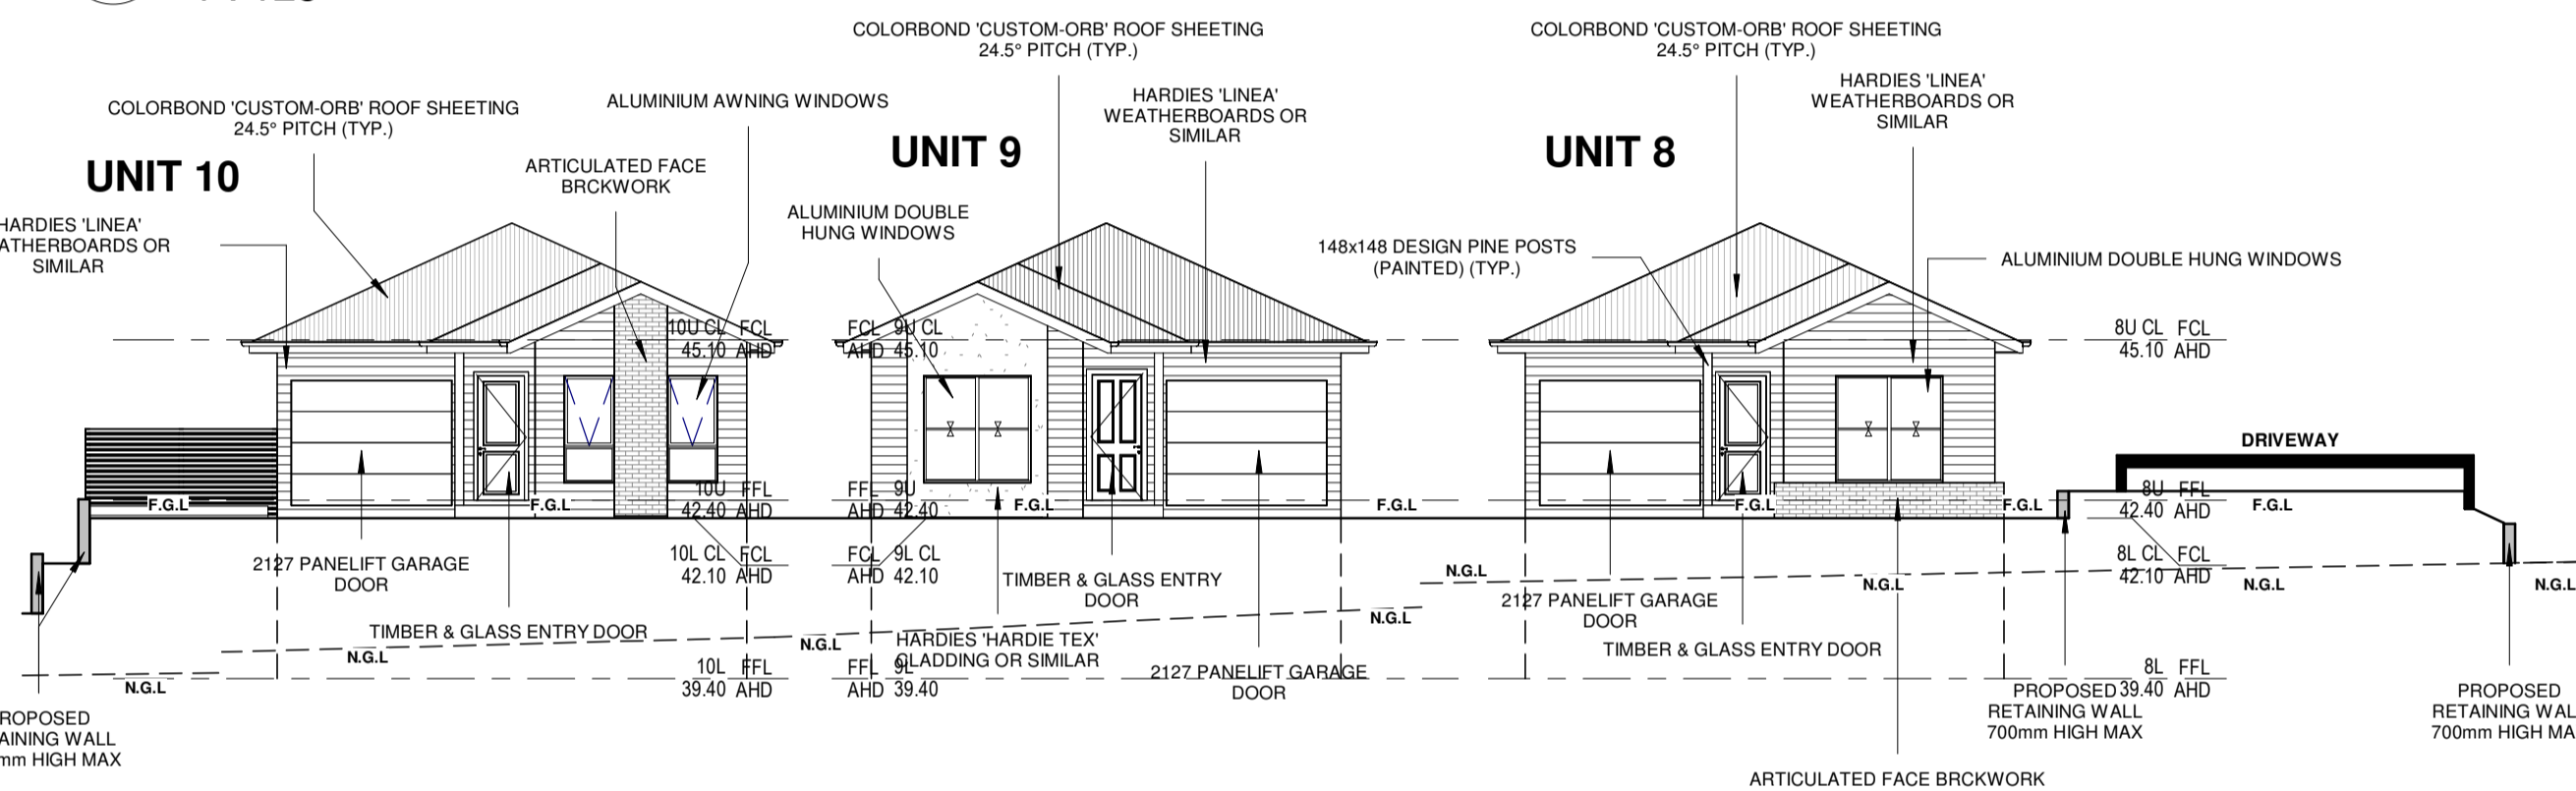 COLORBOND 'CUSTOM-ORB' ROOF SHEETING
24.5° PITCH (TYP.)
COLORBOND 'CUSTOM-ORB' ROOF SHEETING
24.5° PITCH (TYP.)
HARDIES 'LINEA'
WEATHERBOARDS OR
SIMILAR
HARDIES 'LINEA'
WEATHERBOARDS OR
SIMILAR
COLORBOND 'CUSTOM-ORB' ROOF SHEETING
24.5° PITCH (TYP.)
ALUMINIUM AWNING WINDOWS
UNIT 10
UNIT 9
UNIT 8
ARTICULATED FACE
BRCKWORK
HARDIES 'LINEA'
ATHERBOARDS OR
SIMILAR
ALUMINIUM DOUBLE
HUNG WINDOWS
148x148 DESIGN PINE POSTS
(PAINTED) (TYP.)
ALUMINIUM DOUBLE HUNG WINDOWS
10U CL FCL
45.10 AHD
FCL 9U CL
AHD 45.10
8U CL FCL
45.10 AHD
DRIVEWAY
10U FFL
42.40 AHD
FFL 9U
AHD 42.40
8U FFL
42.40 AHD
F.G.L
F.G.L
F.G.L
F.G.L
F.G.L
F.G.L
F.G.L
10L CL FCL
42.10 AHD
FCL 9L CL
AHD 42.10
8L CL FCL
42.10 AHD
2127 PANELIFT GARAGE
DOOR
TIMBER & GLASS ENTRY
DOOR
2127 PANELIFT GARAGE
DOOR
N.G.L
N.G.L
N.G.L
N.G.L
N.G.L
N.G.L
N.G.L
N.G.L
TIMBER & GLASS ENTRY DOOR
HARDIES 'HARDIE TEX'
CLADDING OR SIMILAR
TIMBER & GLASS ENTRY DOOR
2127 PANELIFT GARAGE
DOOR
10L FFL
39.40 AHD
FFL 9L
AHD 39.40
8L FFL
39.40 AHD
ROPOSED
AINING WALL
mm HIGH MAX
PROPOSED
RETAINING WALL
700mm HIGH MAX
PROPOSED
RETAINING WAL
700mm HIGH MA
ARTICULATED FACE BRCKWORK